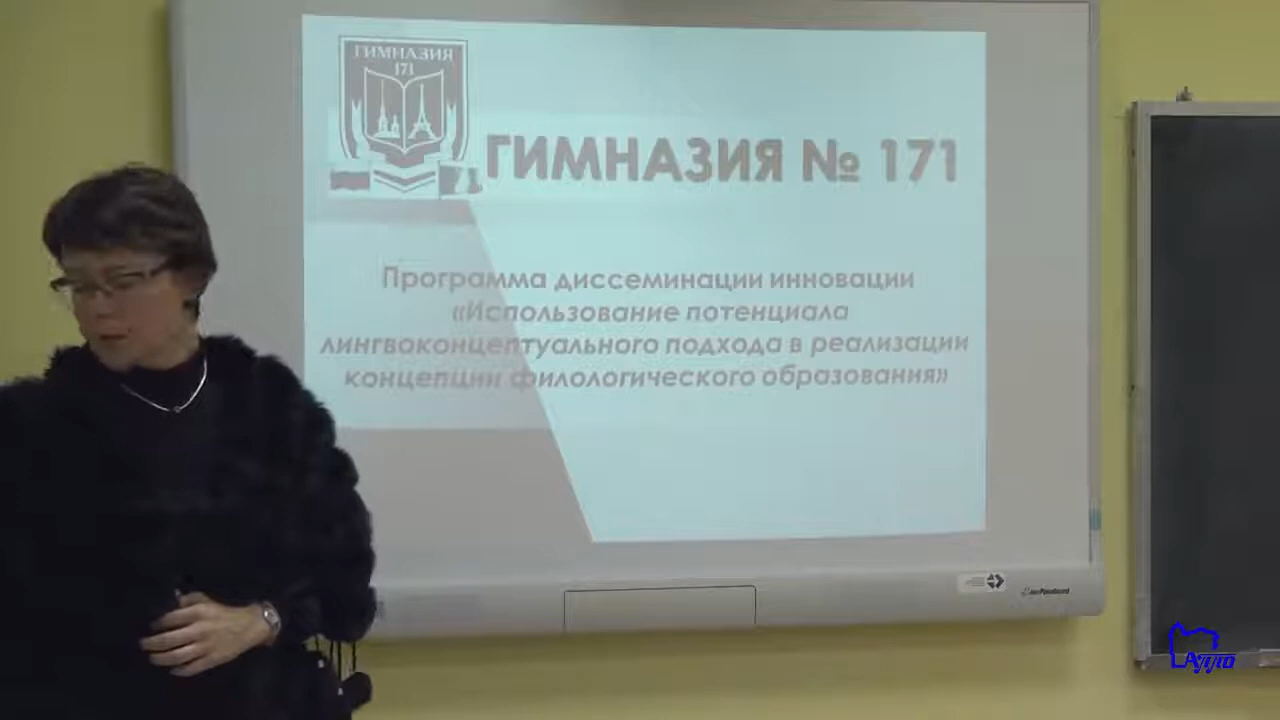 ГИМНАЗИЯ
171
ГИМНАЗИЯ № 171
Программа диссеминации инновации
«Использование потенциала
лингвоконцептуального подхода в реализации
концепции филологического образования»